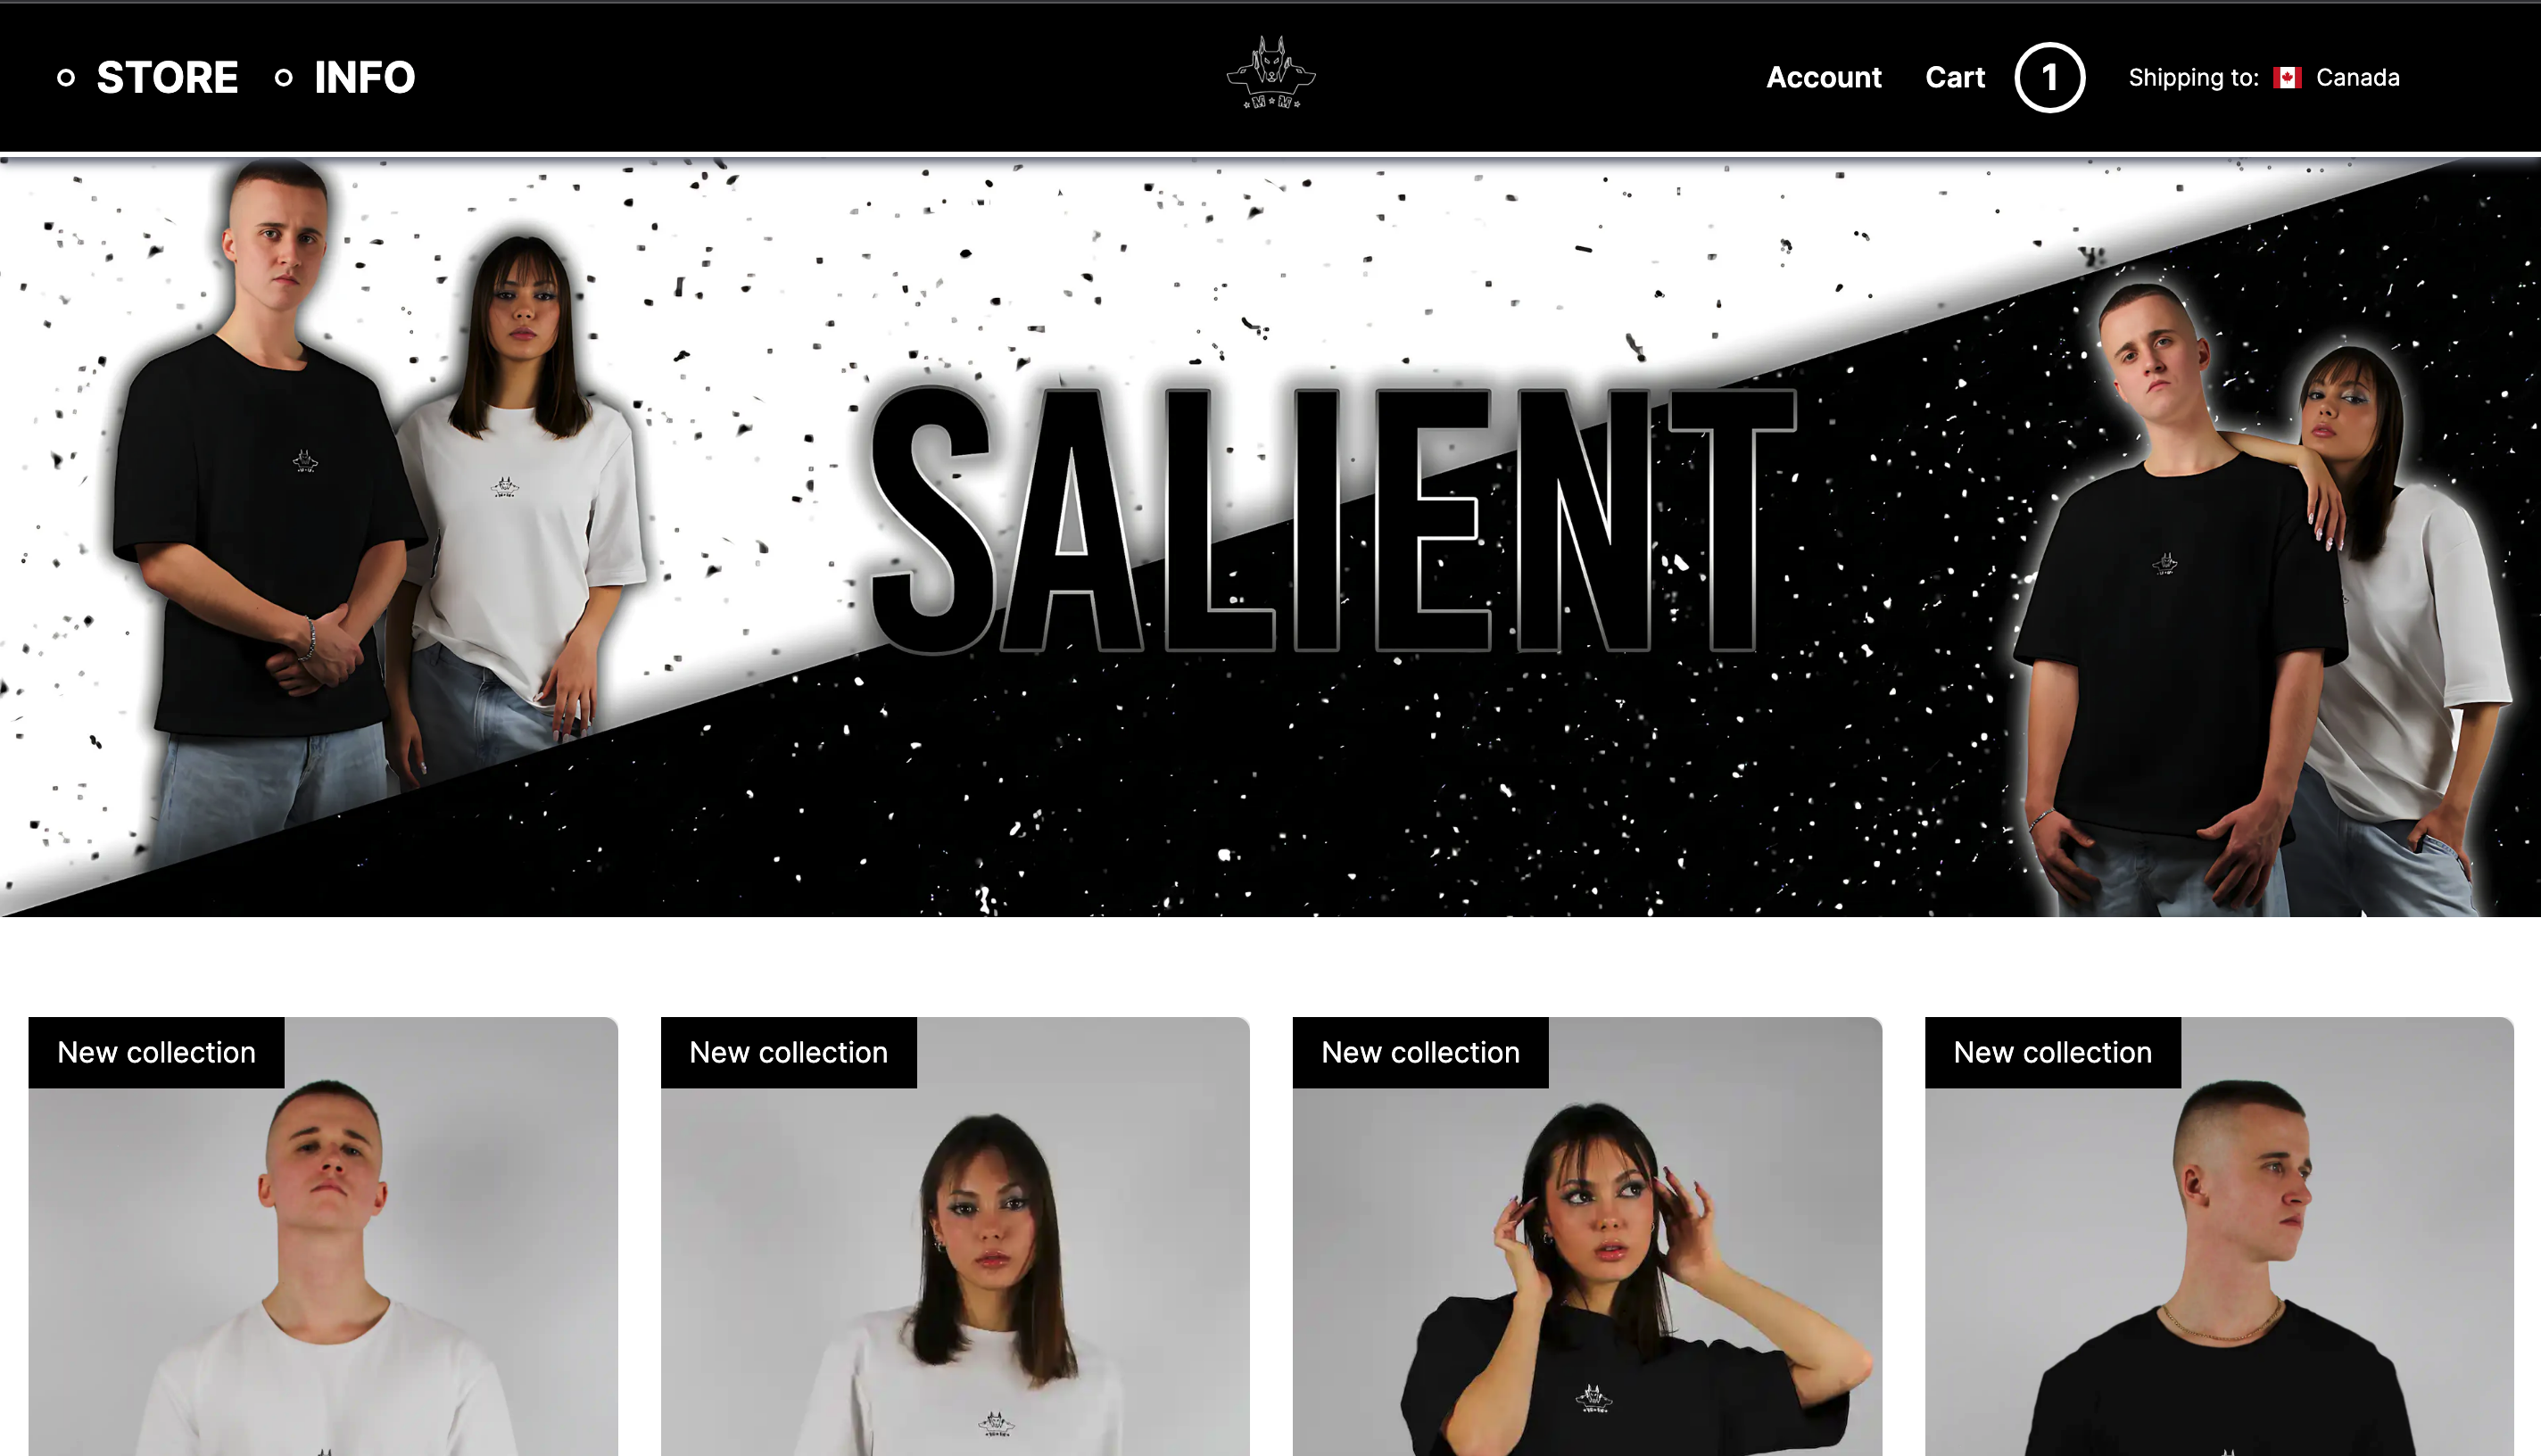 STORE INFO
M M
Account Cart 1 Shipping to: Canada
SALIENT
New collection New collection New collection New collection